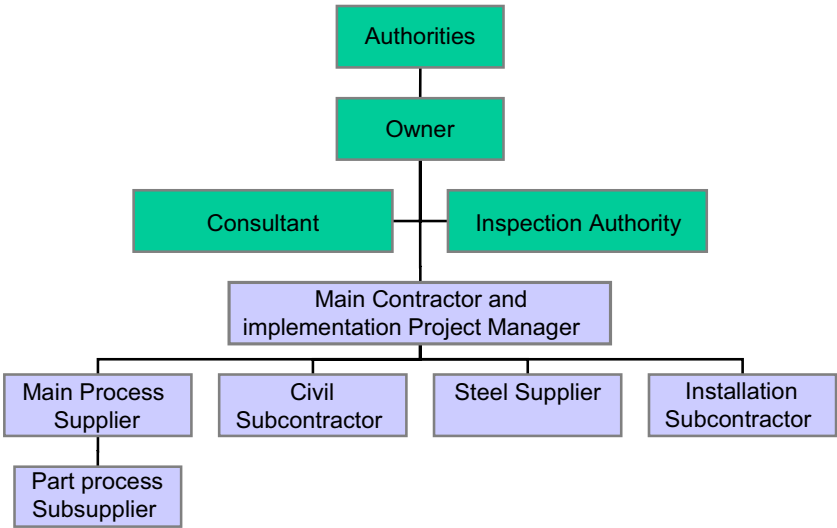 Authorities
Owner
Consultant
Inspection Authority
Main Contractor and
implementation Project Manager
Main Process
Supplier
Civil
Subcontractor
Steel Supplier
Installation
Subcontractor
Part process
Subsupplier